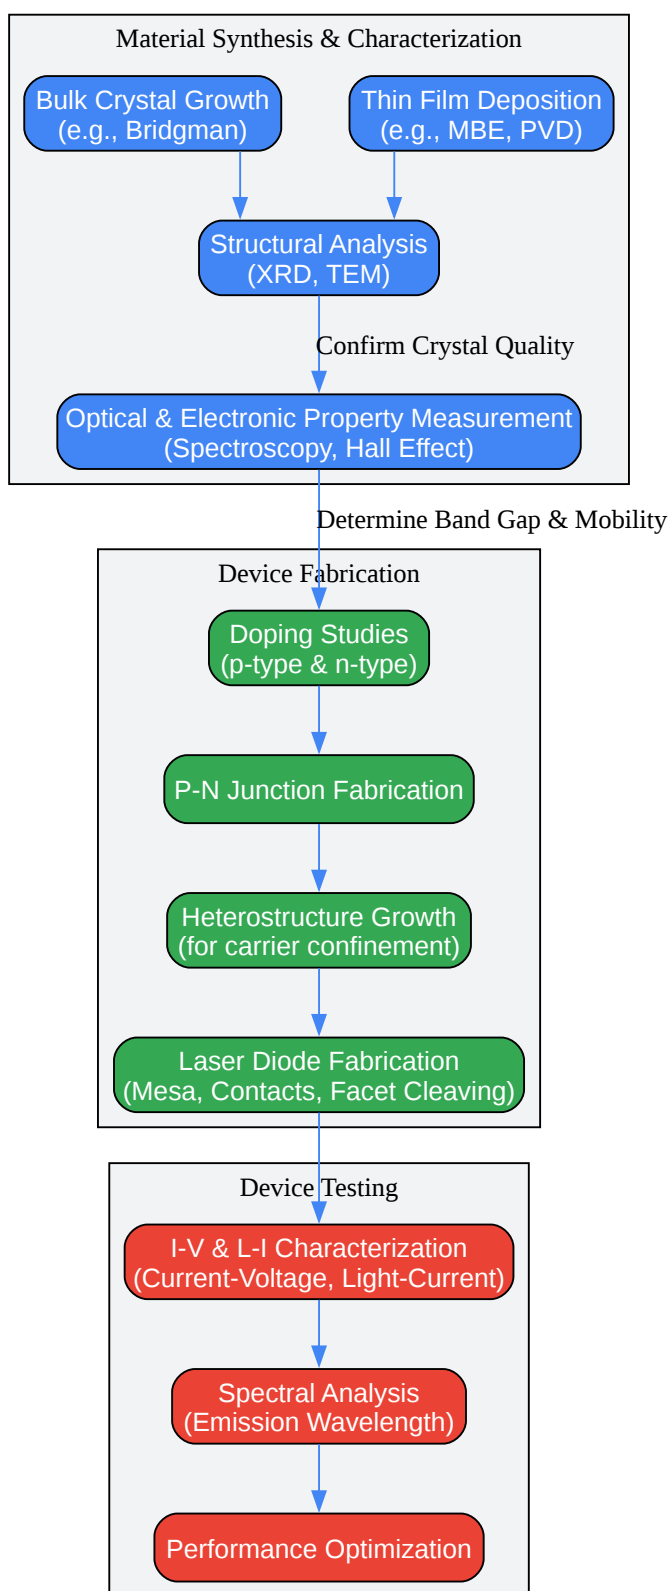 Material Synthesis & Characterization
Bulk Crystal Growth
(e.g., Bridgman)
Thin Film Deposition
(e.g., MBE, PVD)
Structural Analysis
(XRD, TEM)
Confirm Crystal Quality
Optical & Electronic Property Measurement
(Spectroscopy, Hall Effect)
Determine Band Gap & Mobility
Device Fabrication
Doping Studies
(p-type & n-type)
P-N Junction Fabrication
Heterostructure Growth
(for carrier confinement)
Laser Diode Fabrication
(Mesa, Contacts, Facet Cleaving)
Device Testing
I-V & L-I Characterization
(Current-Voltage, Light-Current)
Spectral Analysis
(Emission Wavelength)
Performance Optimization